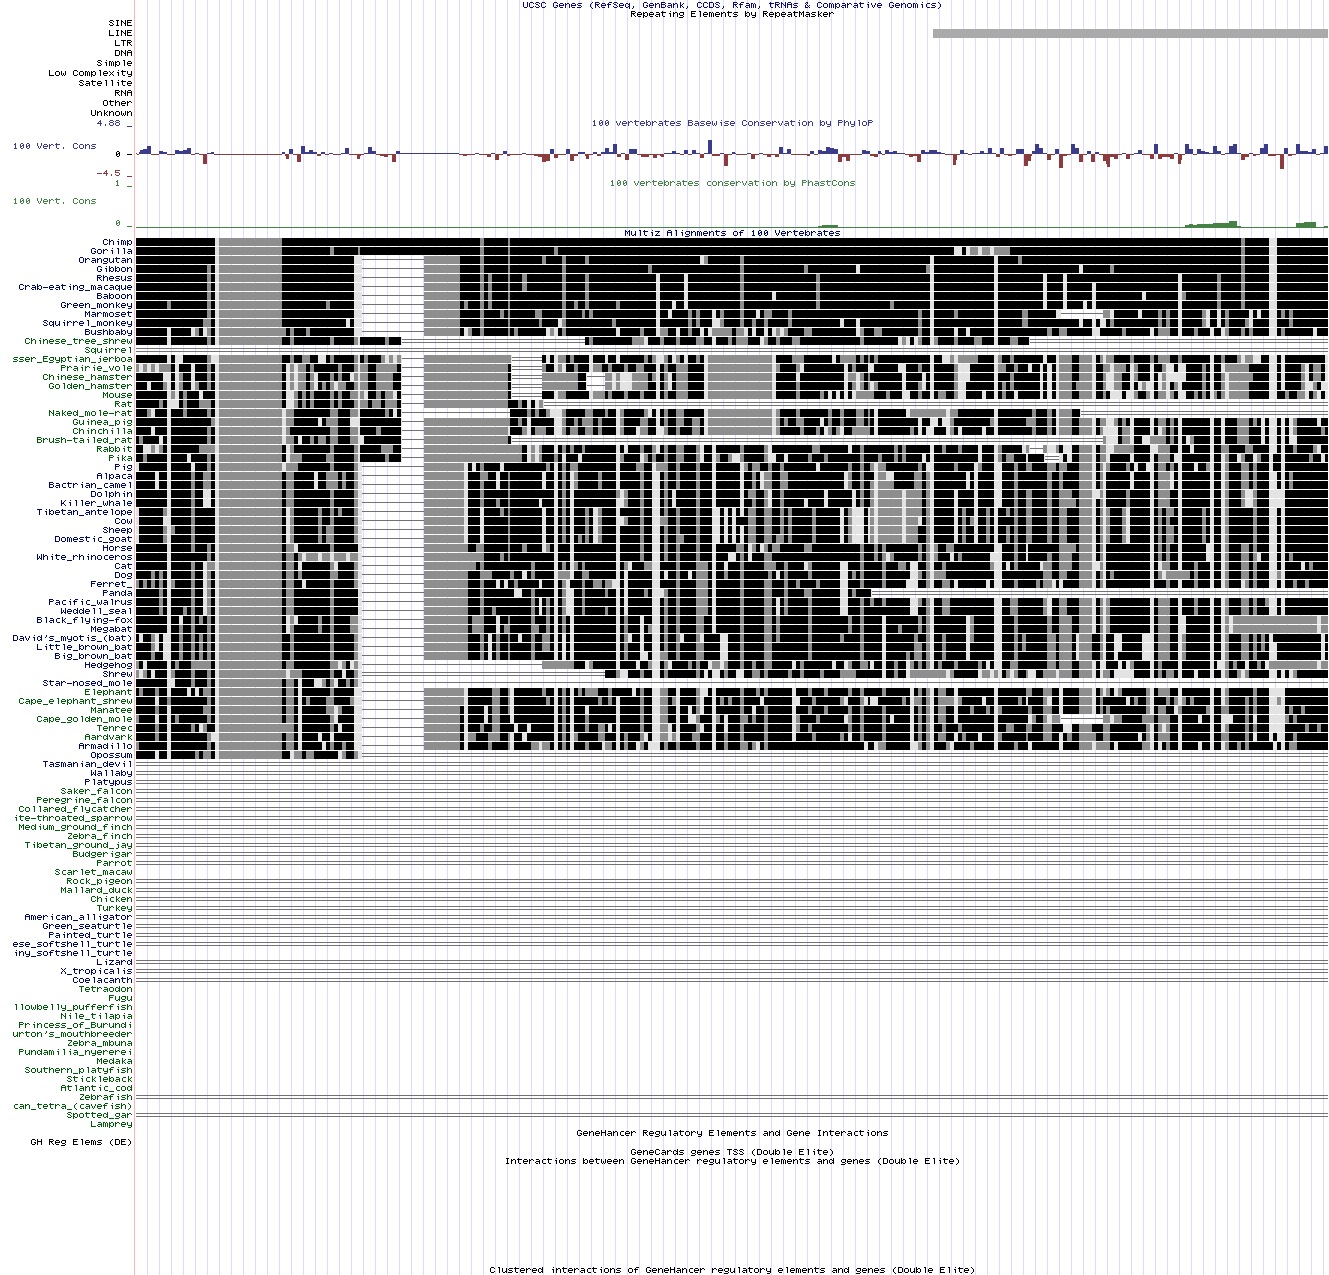 UCSC Genes (RefSeq, GenBank, CCDS, Rfam, tRNAs & Comparative Genomics)
Repeating Elements by RepeatMasker
SINE
LINE
LTR
DNA
Simple
Low Complexity
Satellite
RNA
Other
Unknown
100 vertebrates Basewise Conservation by PhyloP
4.88 _
100 Vert. Cons
0 _
-4.5 _
100 vertebrates conservation by PhastCons
1 _
100 Vert. Cons
0 _
Multiz Alignments of 100 Vertebrates
Chimp
Gorilla
Orangutan
Gibbon
Rhesus
Crab-eating_macaque
Baboon
Green_monkey
Marmoset
Squirrel_monkey
Bushbaby
Chinese_tree_shrew
Squirrel
sser_Egyptian_jerboa
Prairie_vole
Chinese_hamster
Golden_hamster
Mouse
Rat
Naked_mole-rat
Guinea_pig
Chinchilla
Brush-tailed_rat
Rabbit
Pika
Pig
Alpaca
Bactrian_camel
Dolphin
Killer_whale
Tibetan_antelope
Cow
Sheep
Domestic_goat
Horse
White_rhinoceros
Cat
Dog
Ferret_
Panda
Pacific_walrus
Weddell_seal
Black_flying-fox
Megabat
David's_myotis_(bat)
Little_brown_bat
Big_brown_bat
Hedgehog
Shrew
Star-nosed_mole
Elephant
Cape_elephant_shrew
Manatee
Cape_golden_mole
Tenrec
Aardvark
Armadillo
Opossum
Tasmanian_devil
Wallaby
Platypus
Saker_falcon
Peregrine_falcon
Collared_flycatcher
ite-throated_sparrow
Medium_ground_finch
Zebra_finch
Tibetan_ground_jay
Budgerigar
Parrot
Scarlet_macaw
Rock_pigeon
Mallard_duck
Chicken
Turkey
American_alligator
Green_seaturtle
Painted_turtle
ese_softshell_turtle
iny_softshell_turtle
Lizard
X_tropicalis
Coelacanth
Tetraodon
Fugu
llowbelly_pufferfish
Nile_tilapia
Princess_of_Burundi
urton's_mouthbreeder
Zebra_mbuna
Pundamilia_nyererei
Medaka
Southern_platyfish
Stickleback
Atlantic_cod
Zebrafish
can_tetra_(cavefish)
Spotted_gar
Lamprey
GeneHancer Regulatory Elements and Gene Interactions
GH Reg Elems (DE)
GeneCards genes TSS (Double Elite)
Interactions between GeneHancer regulatory elements and genes (Double Elite)
Clustered interactions of GeneHancer regulatory elements and genes (Double Elite)